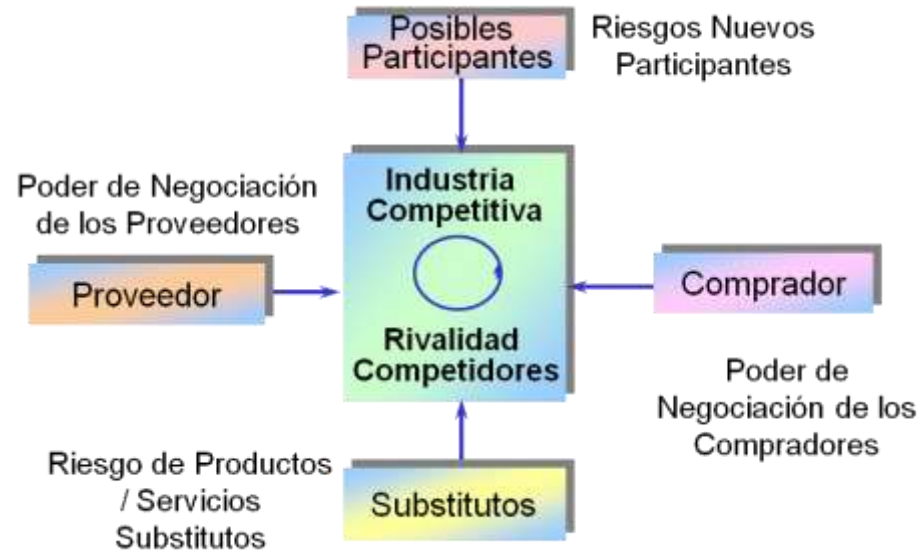 Posibles
Participantes
Riesgos Nuevos
Participantes
Poder de Negociación
de los Proveedores
Proveedor
Industria
Competitiva
Rivalidad
Competidores
Comprador
Poder de
Negociación de los
Compradores
Riesgo de Productos
/ Servicios
Substitutos
Substitutos